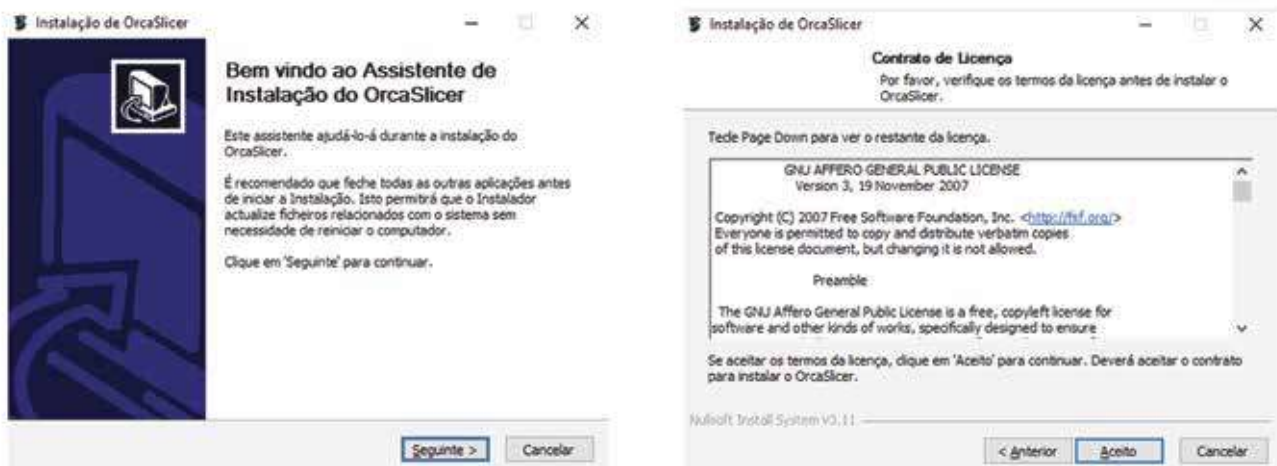 Instalação de OrcaSlicer
Bem vindo ao Assistente de
Instalação do OrcaSlicer
Este assistente ajudá-lo-á durante a instalação do
OrcaSlicer.
É recomendado que feche todas as outras aplicações antes
de iniciar a Instalação. Isto permitirá que o Instalador
actualize ficheiros relacionados com o sistema sem
necessidade de reiniciar o computador.
Clique em 'Seguinte' para continuar.
Seguinte >
Cancelar
Instalação de OrcaSlicer
Contrato de Licença
Por favor, verifique os termos da licença antes de instalar o
OrcaSlicer.
Tecle Page Down para ver o restante da licença.
GNU AFFERO GENERAL PUBLIC LICENSE
Version 3, 19 November 2007
Copyright (C) 2007 Free Software Foundation, Inc. <http://fsf.org/>
Everyone is permitted to copy and distribute verbatim copies
of this license document, but changing it is not allowed.
Preamble
The GNU Affero General Public License is a free, copyleft license for
software and other kinds of works, specifically designed to ensure
Se aceitar os termos da licença, clique em 'Aceito' para continuar. Deverá aceitar o contrato
para instalar o OrcaSlicer.
Nullsoft Install System v3.11
< Anterior
Aceito
Cancelar